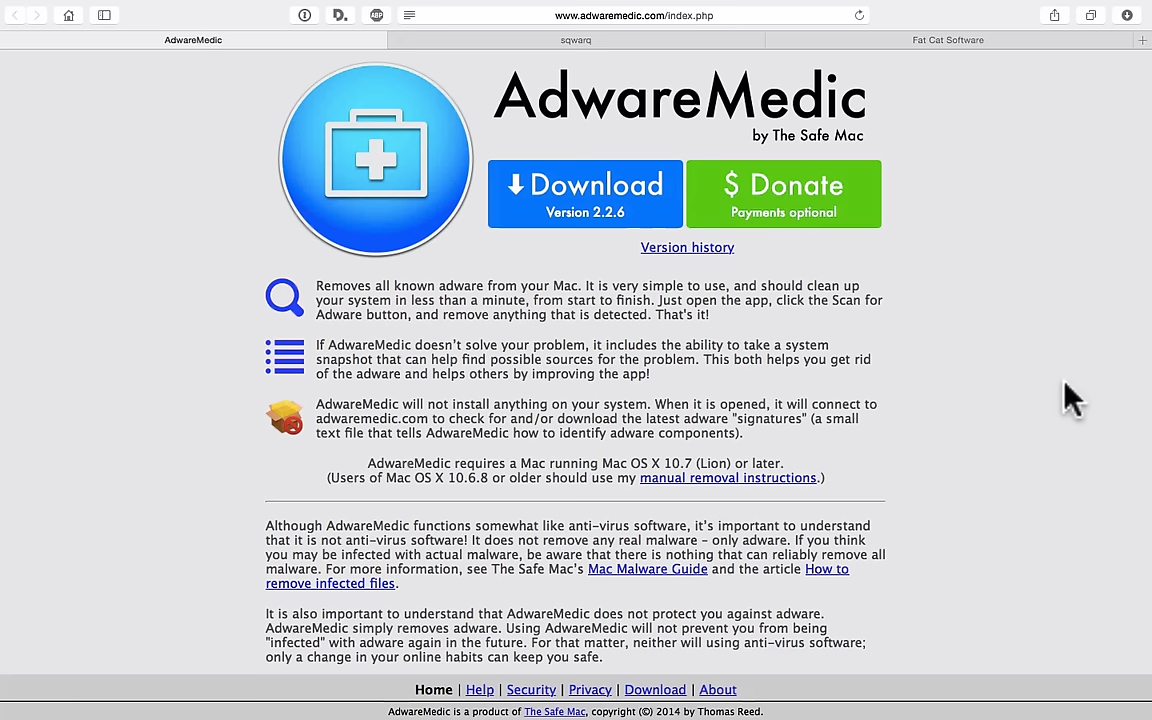 www.adwaremedic.com/index.php
D.
ABP
AdwareMedic
sqwarq
Fat Cat Software
AdwareMedic
by The Safe Mac
Download
Version 2.2.6
$ Donate
Payments optional
Version history
Removes all known adware from your Mac. It is very simple to use, and should clean up
your system in less than a minute, from start to finish. Just open the app, click the Scan for
Adware button, and remove anything that is detected. That's it!
If AdwareMedic doesn't solve your problem, it includes the ability to take a system
snapshot that can help find possible sources for the problem. This both helps you get rid
of the adware and helps others by improving the app!
AdwareMedic will not install anything on your system. When it is opened, it will connect to
adwaremedic.com to check for and/or download the latest adware "signatures" (a small
text file that tells AdwareMedic how to identify adware components).
AdwareMedic requires a Mac running Mac OS X 10.7 (Lion) or later.
(Users of Mac OS X 10.6.8 or older should use my manual removal instructions.)
Although AdwareMedic functions somewhat like anti-virus software, it's important to understand
that it is not anti-virus software! It does not remove any real malware – only adware. If you think
you may be infected with actual malware, be aware that there is nothing that can reliably remove all
malware. For more information, see The Safe Mac's Mac Malware Guide and the article How to
remove infected files.
It is also important to understand that AdwareMedic does not protect you against adware.
AdwareMedic simply removes adware. Using AdwareMedic will not prevent you from being
"infected" with adware again in the future. For that matter, neither will using anti-virus software;
only a change in your online habits can keep you safe.
Home | Help | Security | Privacy | Download | About
AdwareMedic is a product of The Safe Mac, copyright (©) 2014 by Thomas Reed.